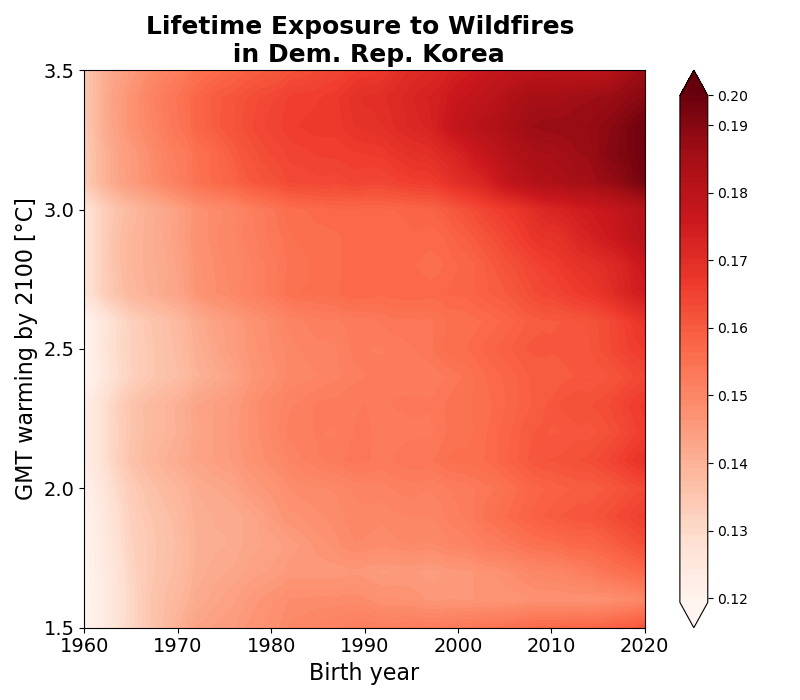 Lifetime Exposure to Wildfires
in Dem. Rep. Korea
3.5
3.0
2.5
2.0
1.5
GMT warming by 2100 [°C]
1960 1970 1980 1990 2000 2010 2020
Birth year
0.20
0.19
0.18
0.17
0.16
0.15
0.14
0.13
0.12